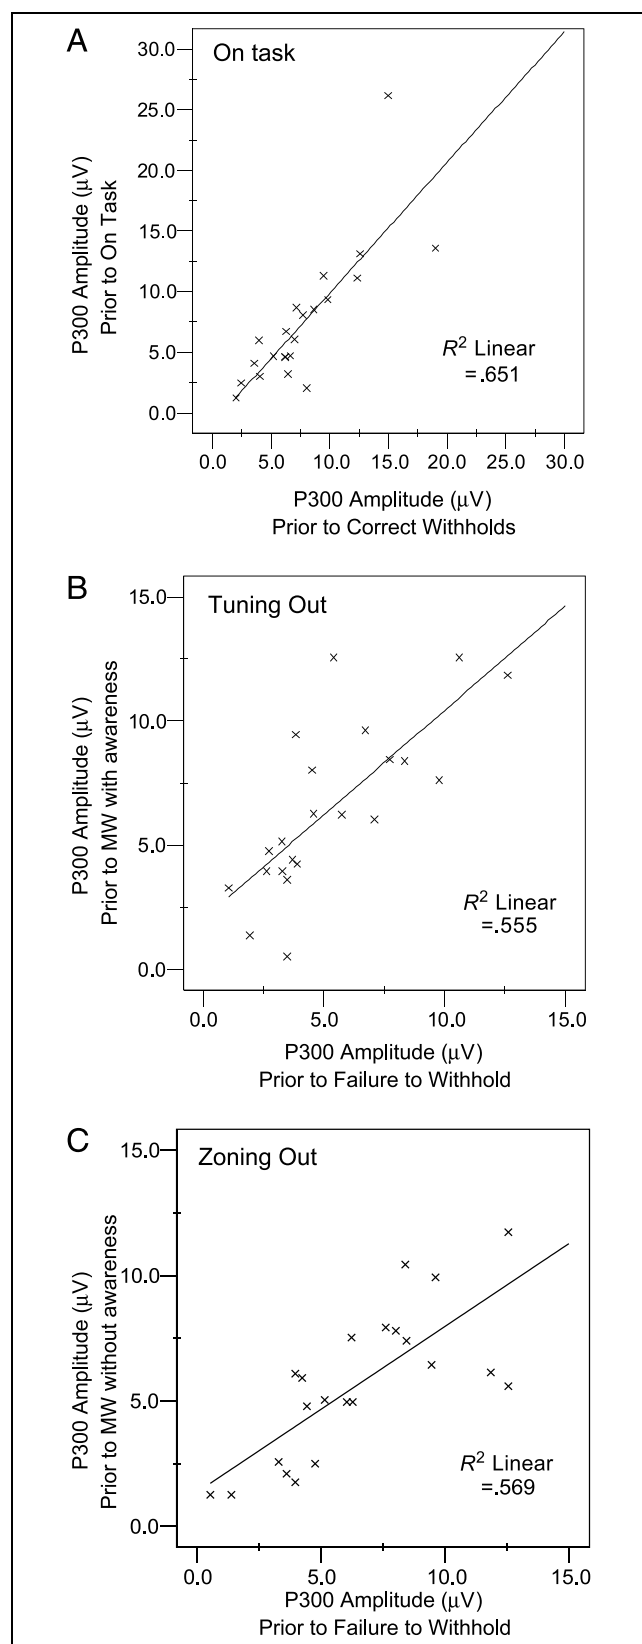 A
On task
30.0
25.0
20.0
15.0
10.0
5.0
0.0
P300 Amplitude (μV)
Prior to On Task
R2 Linear
=.651
0.0 5.0 10.0 15.0 20.0 25.0 30.0
P300 Amplitude (μV)
Prior to Correct Withholds
B
Tuning Out
15.0
10.0
5.0
0.0
P300 Amplitude (μV)
Prior to MW with awareness
R2 Linear
=.555
0.0 5.0 10.0 15.0
P300 Amplitude (μV)
Prior to Failure to Withhold
C
Zoning Out
15.0
10.0
5.0
0.0
P300 Amplitude (μV)
Prior to MW without awareness
R2 Linear
=.569
0.0 5.0 10.0 15.0
P300 Amplitude (μV)
Prior to Failure to Withhold